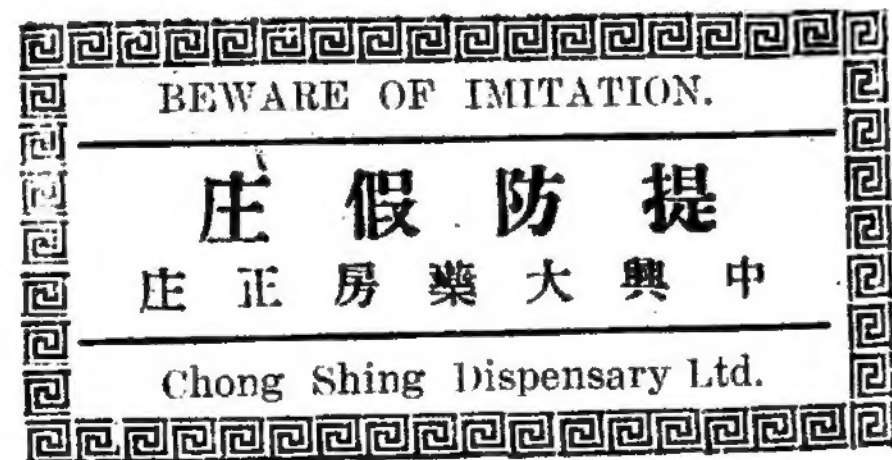 BEWARE OF IMITATION.
提防假庄
中興大藥房正庄
Chong Shing Dispensary Ltd.